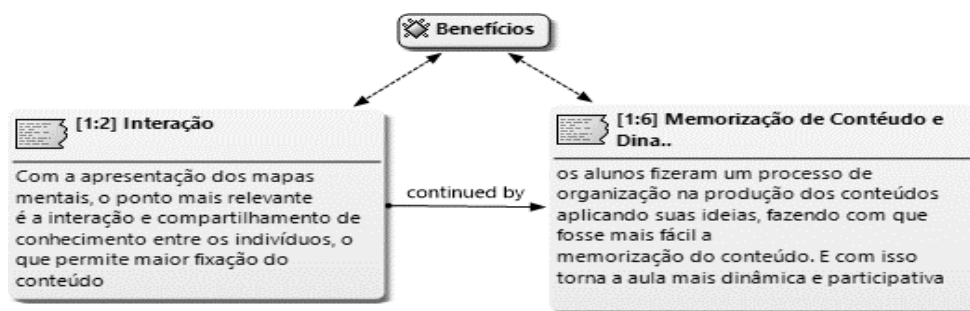 Benefícios
[1:2] Interação
Com a apresentação dos mapas
mentais, o ponto mais relevante
é a interação e compartilhamento de
conhecimento entre os indivíduos, o
que permite maior fixação do
conteúdo
continued by
[1:6] Memorização de Contéudo e
Dina..
os alunos fizeram um processo de
organização na produção dos conteúdos
aplicando suas ideias, fazendo com que
fosse mais fácil a
memorização do conteúdo. E com isso
torna a aula mais dinâmica e participativa